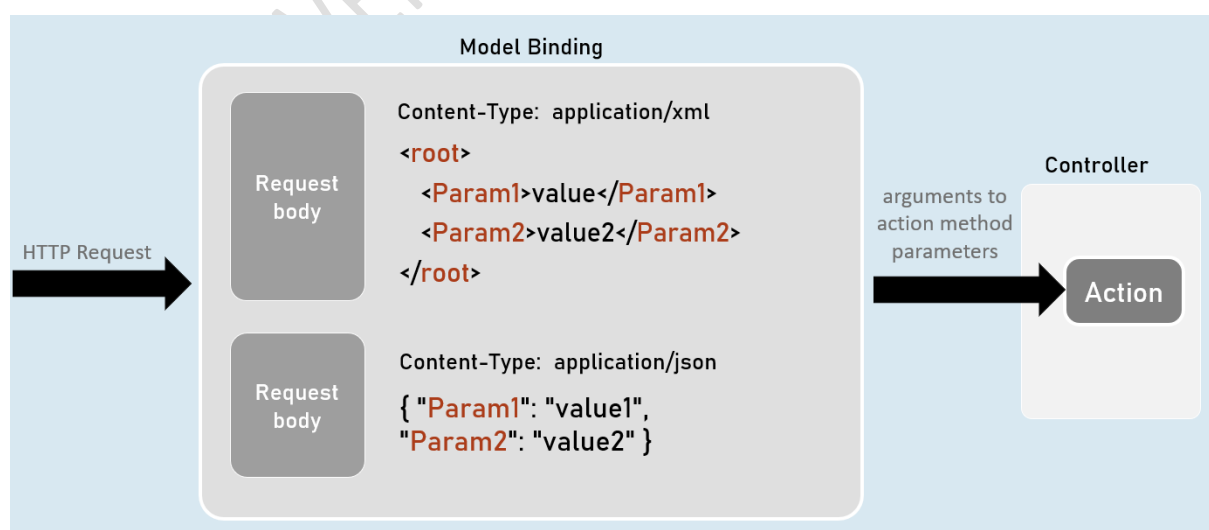 Model Binding
HTTP Request
Request
body
Content-Type: application/xml
<root>
<Param1>value</Param1>
<Param2>value2</Param2>
</root>
Request
body
Content-Type: application/json
{ "Param1": "value1",
"Param2": "value2" }
arguments to
action method
parameters
Controller
Action